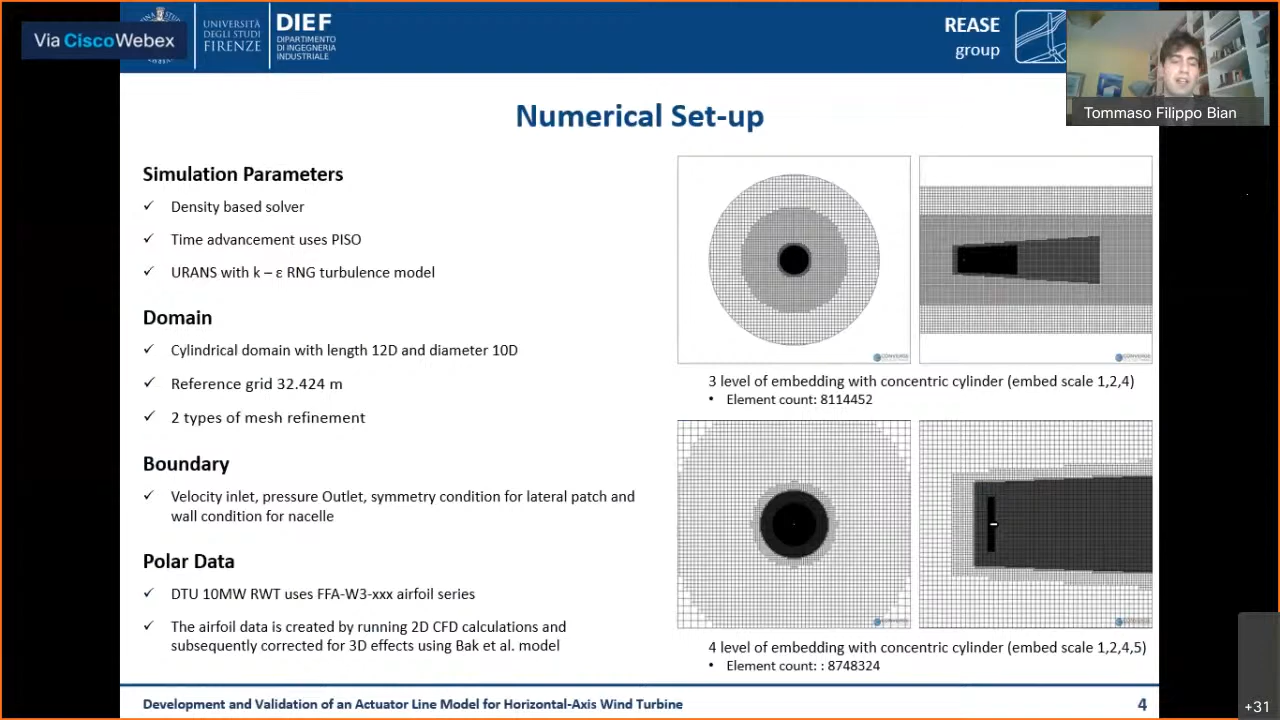 Via Cisco Webex
UNIVERSITÀ
DEGLI STUDI
FIRENZE
DIEF
DIPARTIMENTO
DI INGEGNERIA
INDUSTRIALE
REASE
group
Tommaso Filippo Bian
Numerical Set-up
Simulation Parameters
✓ Density based solver
✓ Time advancement uses PISO
✓ URANS with k – ε RNG turbulence model
Domain
✓ Cylindrical domain with length 12D and diameter 10D
✓ Reference grid 32.424 m
✓ 2 types of mesh refinement
Boundary
✓ Velocity inlet, pressure Outlet, symmetry condition for lateral patch and
wall condition for nacelle
Polar Data
✓ DTU 10MW RWT uses FFA-W3-xxx airfoil series
✓ The airfoil data is created by running 2D CFD calculations and
subsequently corrected for 3D effects using Bak et al. model
CONVERGE
CONVERGE
3 level of embedding with concentric cylinder (embed scale 1,2,4)
• Element count: 8114452
4 level of embedding with concentric cylinder (embed scale 1,2,4,5)
• Element count: : 8748324
Development and Validation of an Actuator Line Model for Horizontal-Axis Wind Turbine
4
+31